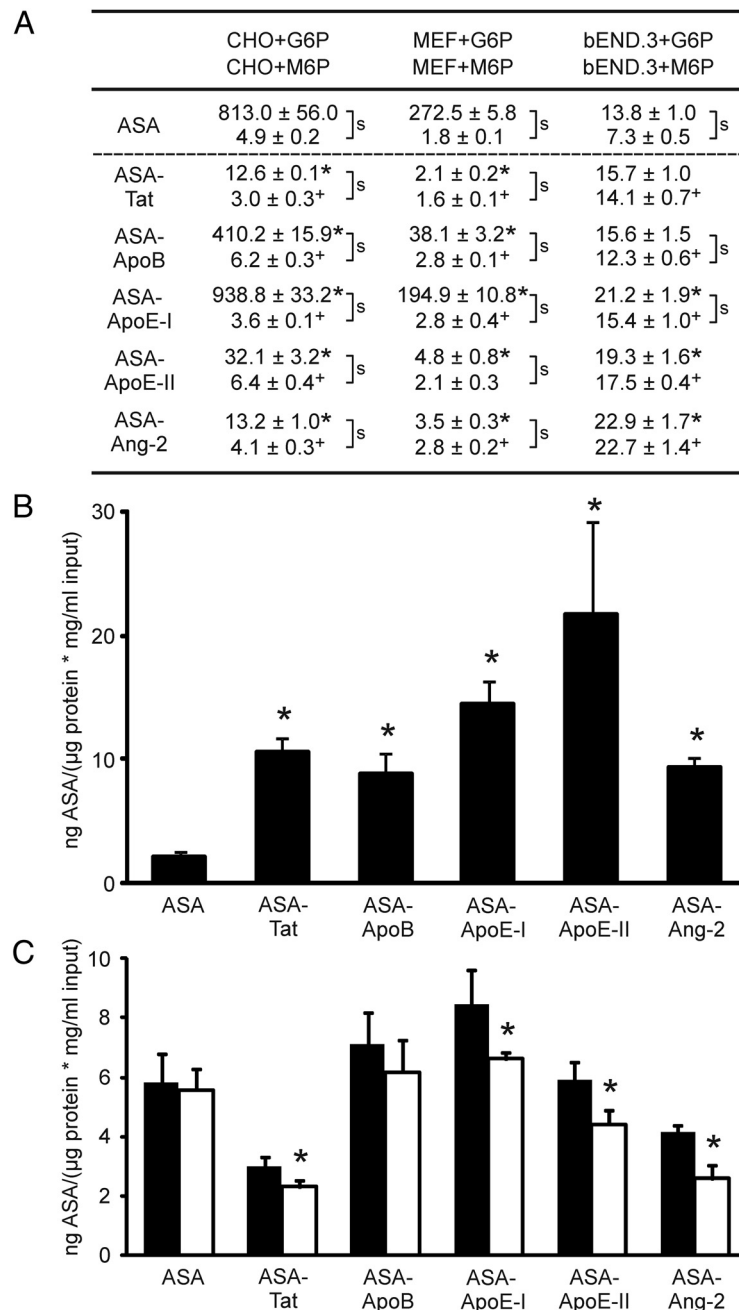 A
CHO+G6P MEF+G6P bEND.3+G6P
CHO+M6P MEF+M6P bEND.3+M6P
ASA 813.0 ± 56.0 ]s 272.5 ± 5.8 ]s 13.8 ± 1.0 ]s
4.9 ± 0.2 1.8 ± 0.1 7.3 ± 0.5
ASA- 12.6 ± 0.1* ]s 2.1 ± 0.2* ]s 15.7 ± 1.0
Tat 3.0 ± 0.3+ 1.6 ± 0.1+ 14.1 ± 0.7+
ASA- 410.2 ± 15.9* ]s 38.1 ± 3.2* ]s 15.6 ± 1.5 ]s
ApoB 6.2 ± 0.3+ 2.8 ± 0.1+ 12.3 ± 0.6+
ASA- 938.8 ± 33.2* ]s 194.9 ± 10.8* ]s 21.2 ± 1.9* ]s
ApoE-I 3.6 ± 0.1+ 2.8 ± 0.4+ 15.4 ± 1.0+
ASA- 32.1 ± 3.2* ]s 4.8 ± 0.8* ]s 19.3 ± 1.6*
ApoE-II 6.4 ± 0.4+ 2.1 ± 0.3 17.5 ± 0.4+
ASA- 13.2 ± 1.0* ]s 3.5 ± 0.3* ]s 22.9 ± 1.7*
Ang-2 4.1 ± 0.3+ 2.8 ± 0.2+ 22.7 ± 1.4+
B
ng ASA/(µg protein * mg/ml input)
30
20
10
0
* * * * *
ASA ASA- ASA- ASA- ASA- ASA-
Tat ApoB ApoE-I ApoE-II Ang-2
C
ng ASA/(µg protein * mg/ml input)
10
8
6
4
2
0
* * * *
ASA ASA- ASA- ASA- ASA- ASA-
Tat ApoB ApoE-I ApoE-II Ang-2